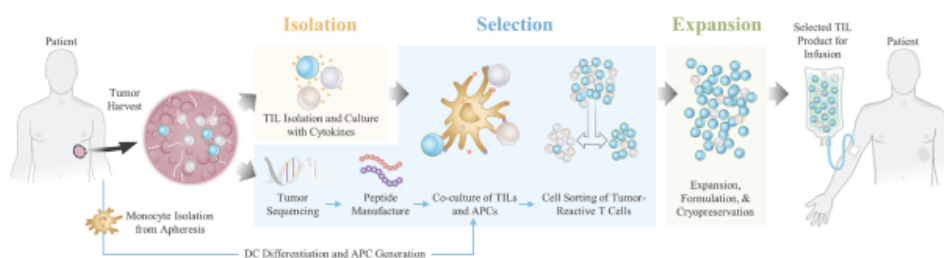 Isolation
Selection
Expansion
Patient
Tumor
Harvest
TIL Isolation and Culture
with Cytokines
Tumor
Sequencing
Peptide
Manufacture
Co-culture of TILs
and APCs
Cell Sorting of Tumor-
Reactive T Cells
Expansion,
Formulation, &
Cryopreservation
Selected TIL
Product for
Infusion
Patient
Monocyte Isolation
from Apheresis
DC Differentiation and APC Generation